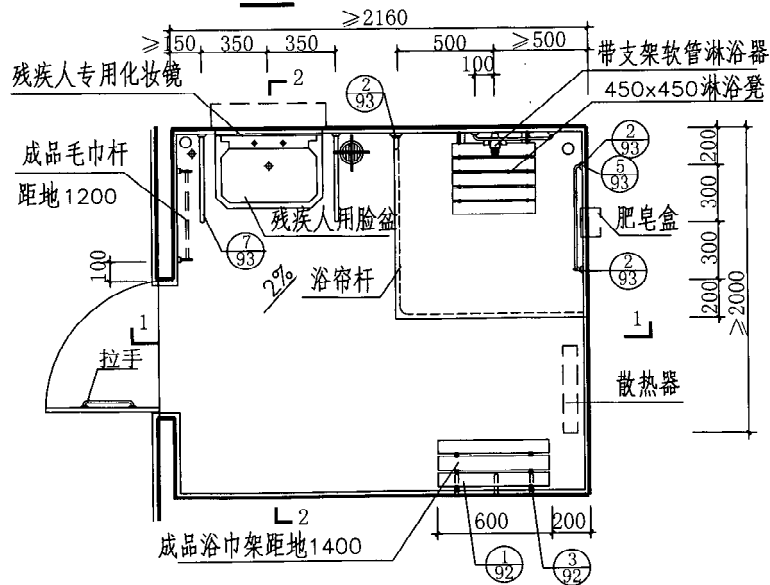 ≥2160
≥150 350 350 500 ≥500
带支架软管淋浴器
100
残疾人专用化妆镜
2
2/93
450×450淋浴凳
成品毛巾杆
距地1200
2/93
5/93
200
300
肥皂盒
残疾人用脸盆
7/93
2%
浴帘杆
2/93
300
200
≥2000
100
1
1
拉手
散热器
2
成品浴巾架距地1400
600
200
1/92
3/92